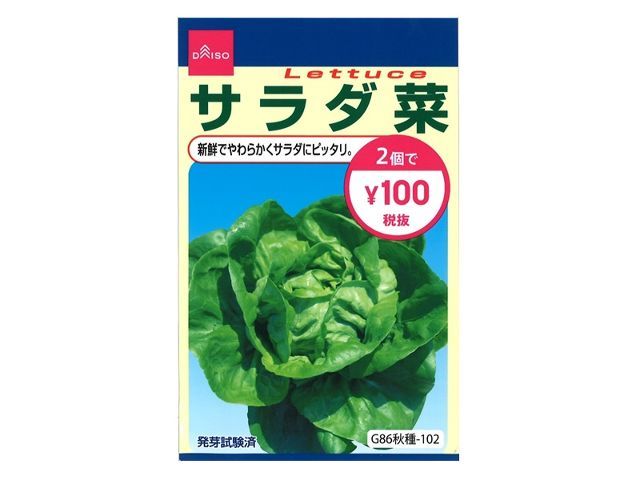 DAISO
Lettuce
サラダ菜
新鮮でやわらかくサラダにピッタリ。
2個で
¥100
税抜
発芽試験済
G86秋種-102